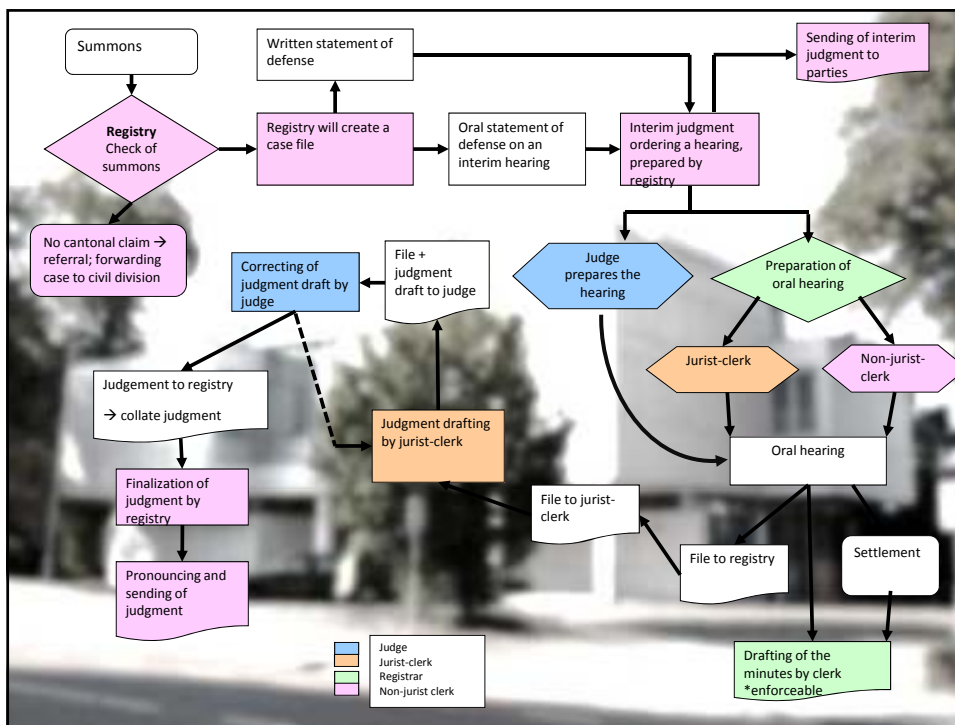 Summons
Written statement of
defense
Sending of interim
judgment to
parties
Registry
Check of
summons
Registry will create a
case file
Oral statement of
defense on an
interim hearing
Interim judgment
ordering a hearing,
prepared by
registry
No cantonal claim →
referral; forwarding
case to civil division
Correcting of
judgment draft by
judge
File +
judgment
draft to judge
Judge
prepares the
hearing
Preparation of
oral hearing
Jurist-clerk
Non-jurist-
clerk
Judgement to registry
→ collate judgment
Judgment drafting
by jurist-clerk
Oral hearing
Finalization of
judgment by
registry
File to jurist-
clerk
File to registry
Settlement
Pronouncing and
sending of
judgment
Judge
Jurist-clerk
Registrar
Non-jurist clerk
Drafting of the
minutes by clerk
*enforceable